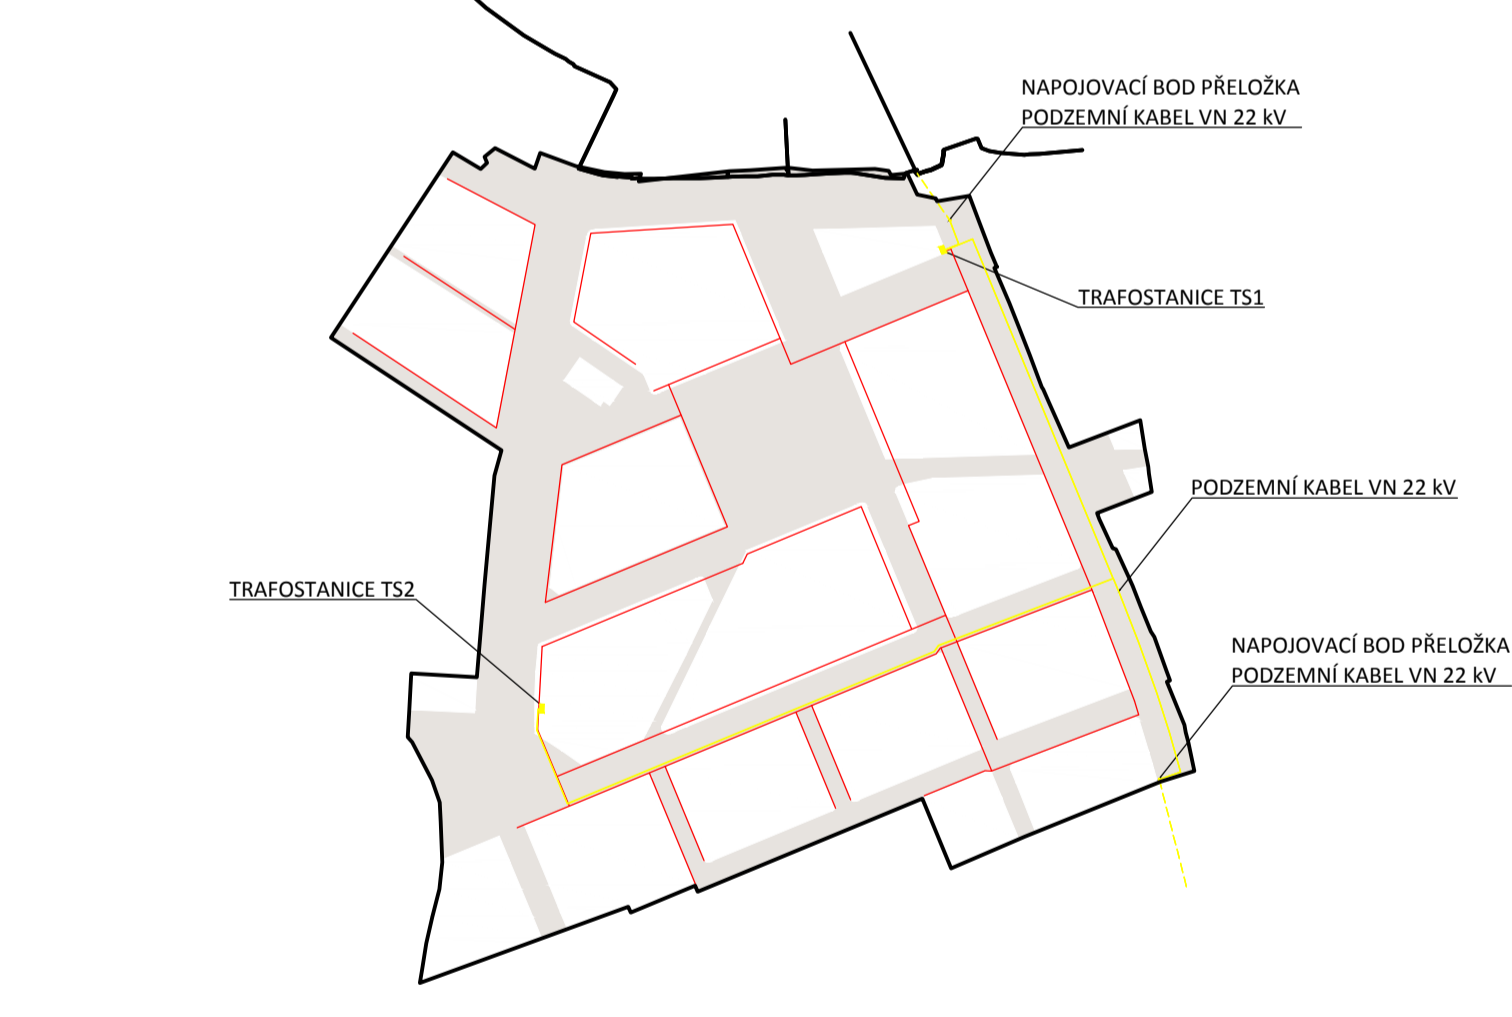 NAPOJOVACÍ BOD PŘELOŽKA
PODZEMNÍ KABEL VN 22 kV
TRAFOSTANICE TS1
PODZEMNÍ KABEL VN 22 kV
TRAFOSTANICE TS2
NAPOJOVACÍ BOD PŘELOŽKA
PODZEMNÍ KABEL VN 22 kV